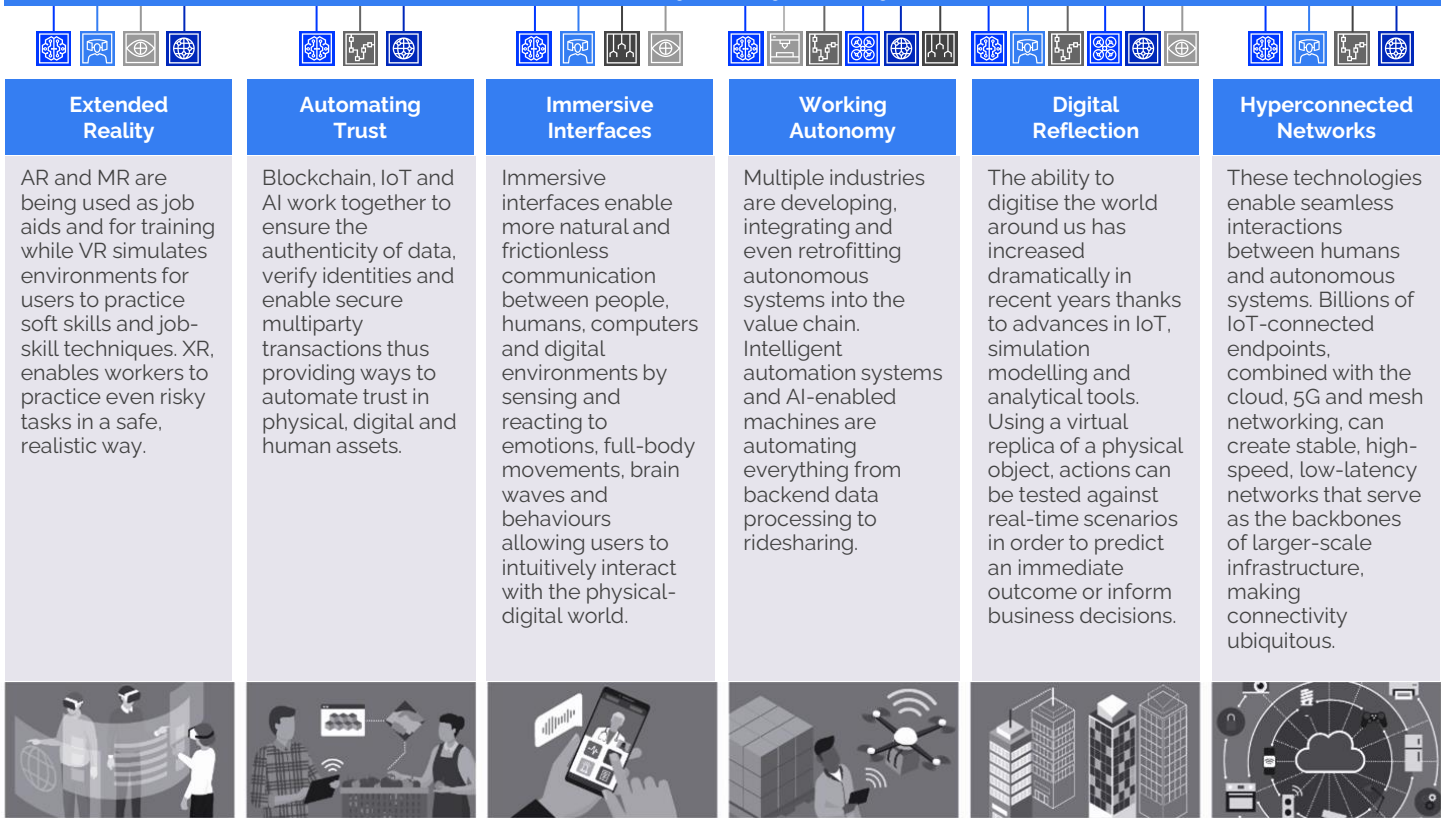 Extended
Reality
AR and MR are
being used as job
aids and for training
while VR simulates
environments for
users to practice
soft skills and job-
skill techniques. XR,
enables workers to
practice even risky
tasks in a safe,
realistic way.
Automating
Trust
Blockchain, IoT and
AI work together to
ensure the
authenticity of data,
verify identities and
enable secure
multiparty
transactions thus
providing ways to
automate trust in
physical, digital and
human assets.
Immersive
Interfaces
Immersive
interfaces enable
more natural and
frictionless
communication
between people,
humans, computers
and digital
environments by
sensing and
reacting to
emotions, full-body
movements, brain
waves and
behaviours
allowing users to
intuitively interact
with the physical-
digital world.
Working
Autonomy
Multiple industries
are developing,
integrating and
even retrofitting
autonomous
systems into the
value chain.
Intelligent
automation systems
and AI-enabled
machines are
automating
everything from
backend data
processing to
ridesharing.
Digital
Reflection
The ability to
digitise the world
around us has
increased
dramatically in
recent years thanks
to advances in IoT,
simulation
modelling and
analytical tools.
Using a virtual
replica of a physical
object, actions can
be tested against
real-time scenarios
in order to predict
an immediate
outcome or inform
business decisions.
Hyperconnected
Networks
These technologies
enable seamless
interactions
between humans
and autonomous
systems. Billions of
IoT-connected
endpoints,
combined with the
cloud, 5G and mesh
networking, can
create stable, high-
speed, low-latency
networks that serve
as the backbones
of larger-scale
infrastructure,
making
connectivity
ubiquitous.